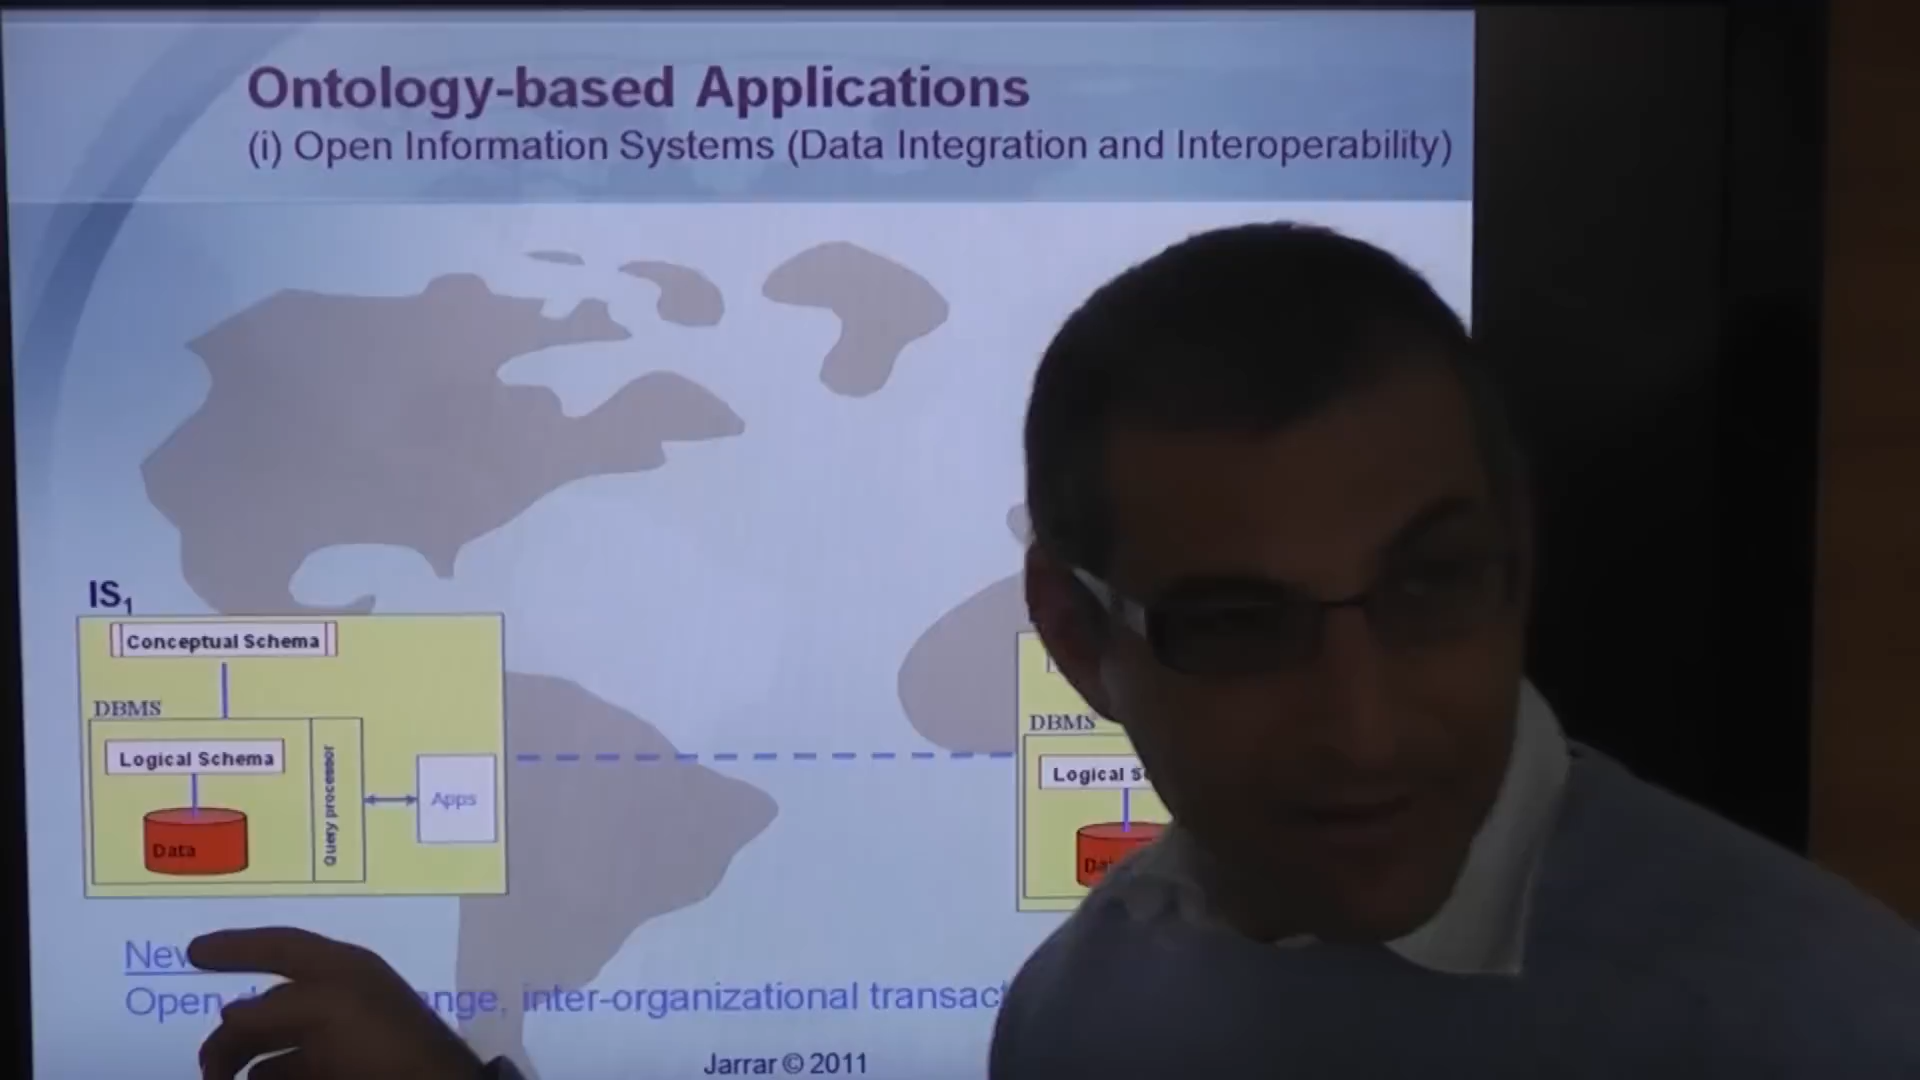 Ontology-based Applications
(i) Open Information Systems (Data Integration and Interoperability)
IS1
Conceptual Schema
DBMS
Logical Schema
Query processor
Data
Apps
DBMS
Logical
inter-organizational
Jarrar © 2011